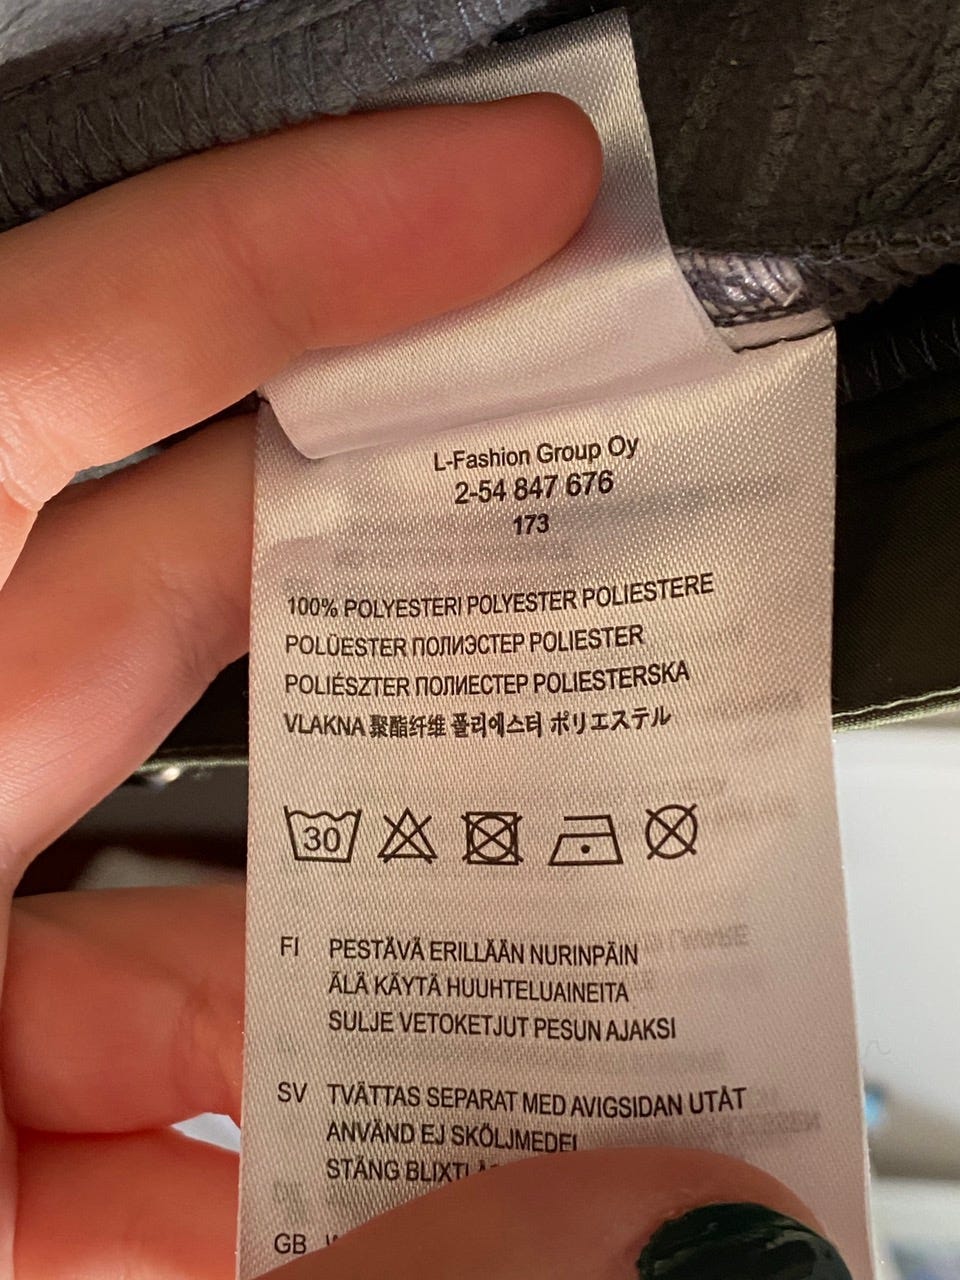 L-Fashion Group Oy
2-54 847 676
173
100% POLYESTERI POLYESTER POLIESTERE
POLÜESTER ПОЛИЭСТЕР POLIESTER
POLIÉSZTER ПОЛИЕСТЕР POLIESTERSKA
VLAKNA 聚酯纤维 폴리에스터 ポリエステル
30
FI PESTÄVÄ ERILLÄÄN NURINPÄIN
ÄLÄ KÄYTÄ HUUHTELUAINEITA
SULJE VETOKETJUT PESUN AJAKSI
SV TVÄTTAS SEPARAT MED AVIGSIDAN UTÅT
ANVÄND EJ SKÖLJMEDEL
STÄNG
GB